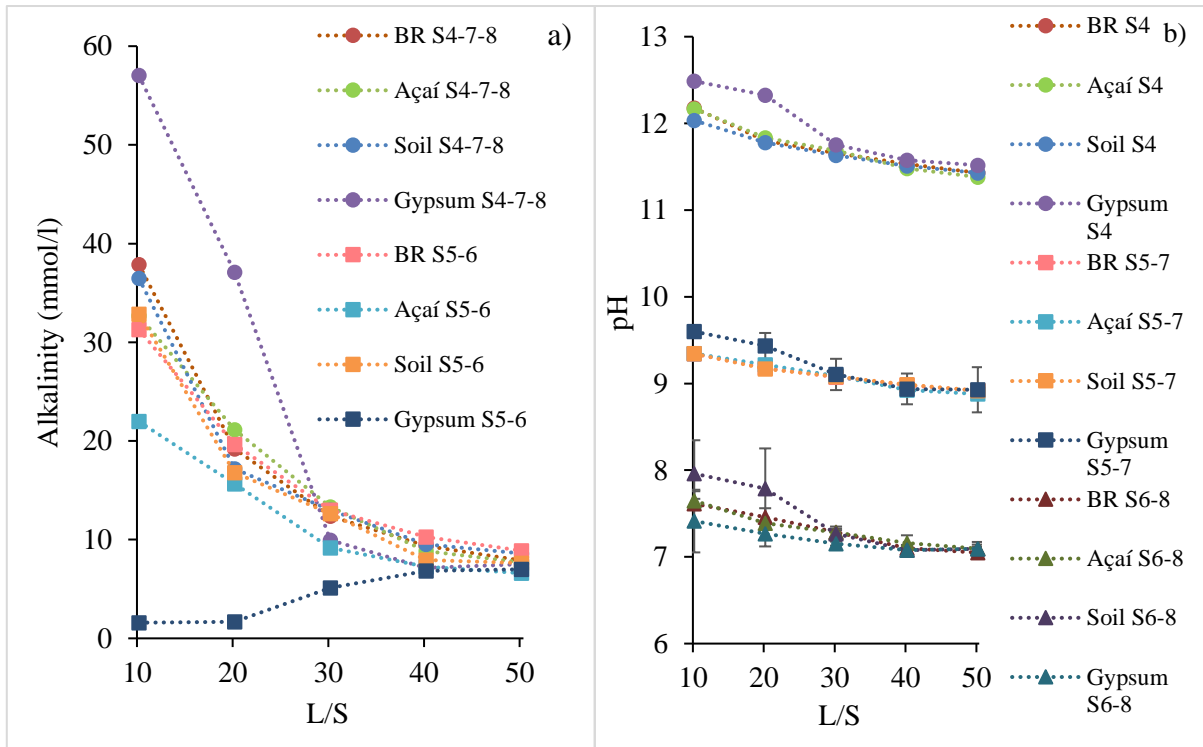 a)
60
50
40
30
20
10
0
Alkalinity (mmol/l)
10
20
30
40
50
L/S
BR S4-7-8
Açaí S4-7-8
Soil S4-7-8
Gypsum S4-7-8
BR S5-6
Açaí S5-6
Soil S5-6
Gypsum S5-6
b)
13
12
11
10
9
8
7
6
pH
10
20
30
40
50
L/S
BR S4
Açaí S4
Soil S4
Gypsum
S4
BR S5-7
Açaí S5-7
Soil S5-7
Gypsum
S5-7
BR S6-8
Açaí S6-8
Soil S6-8
Gypsum
S6-8